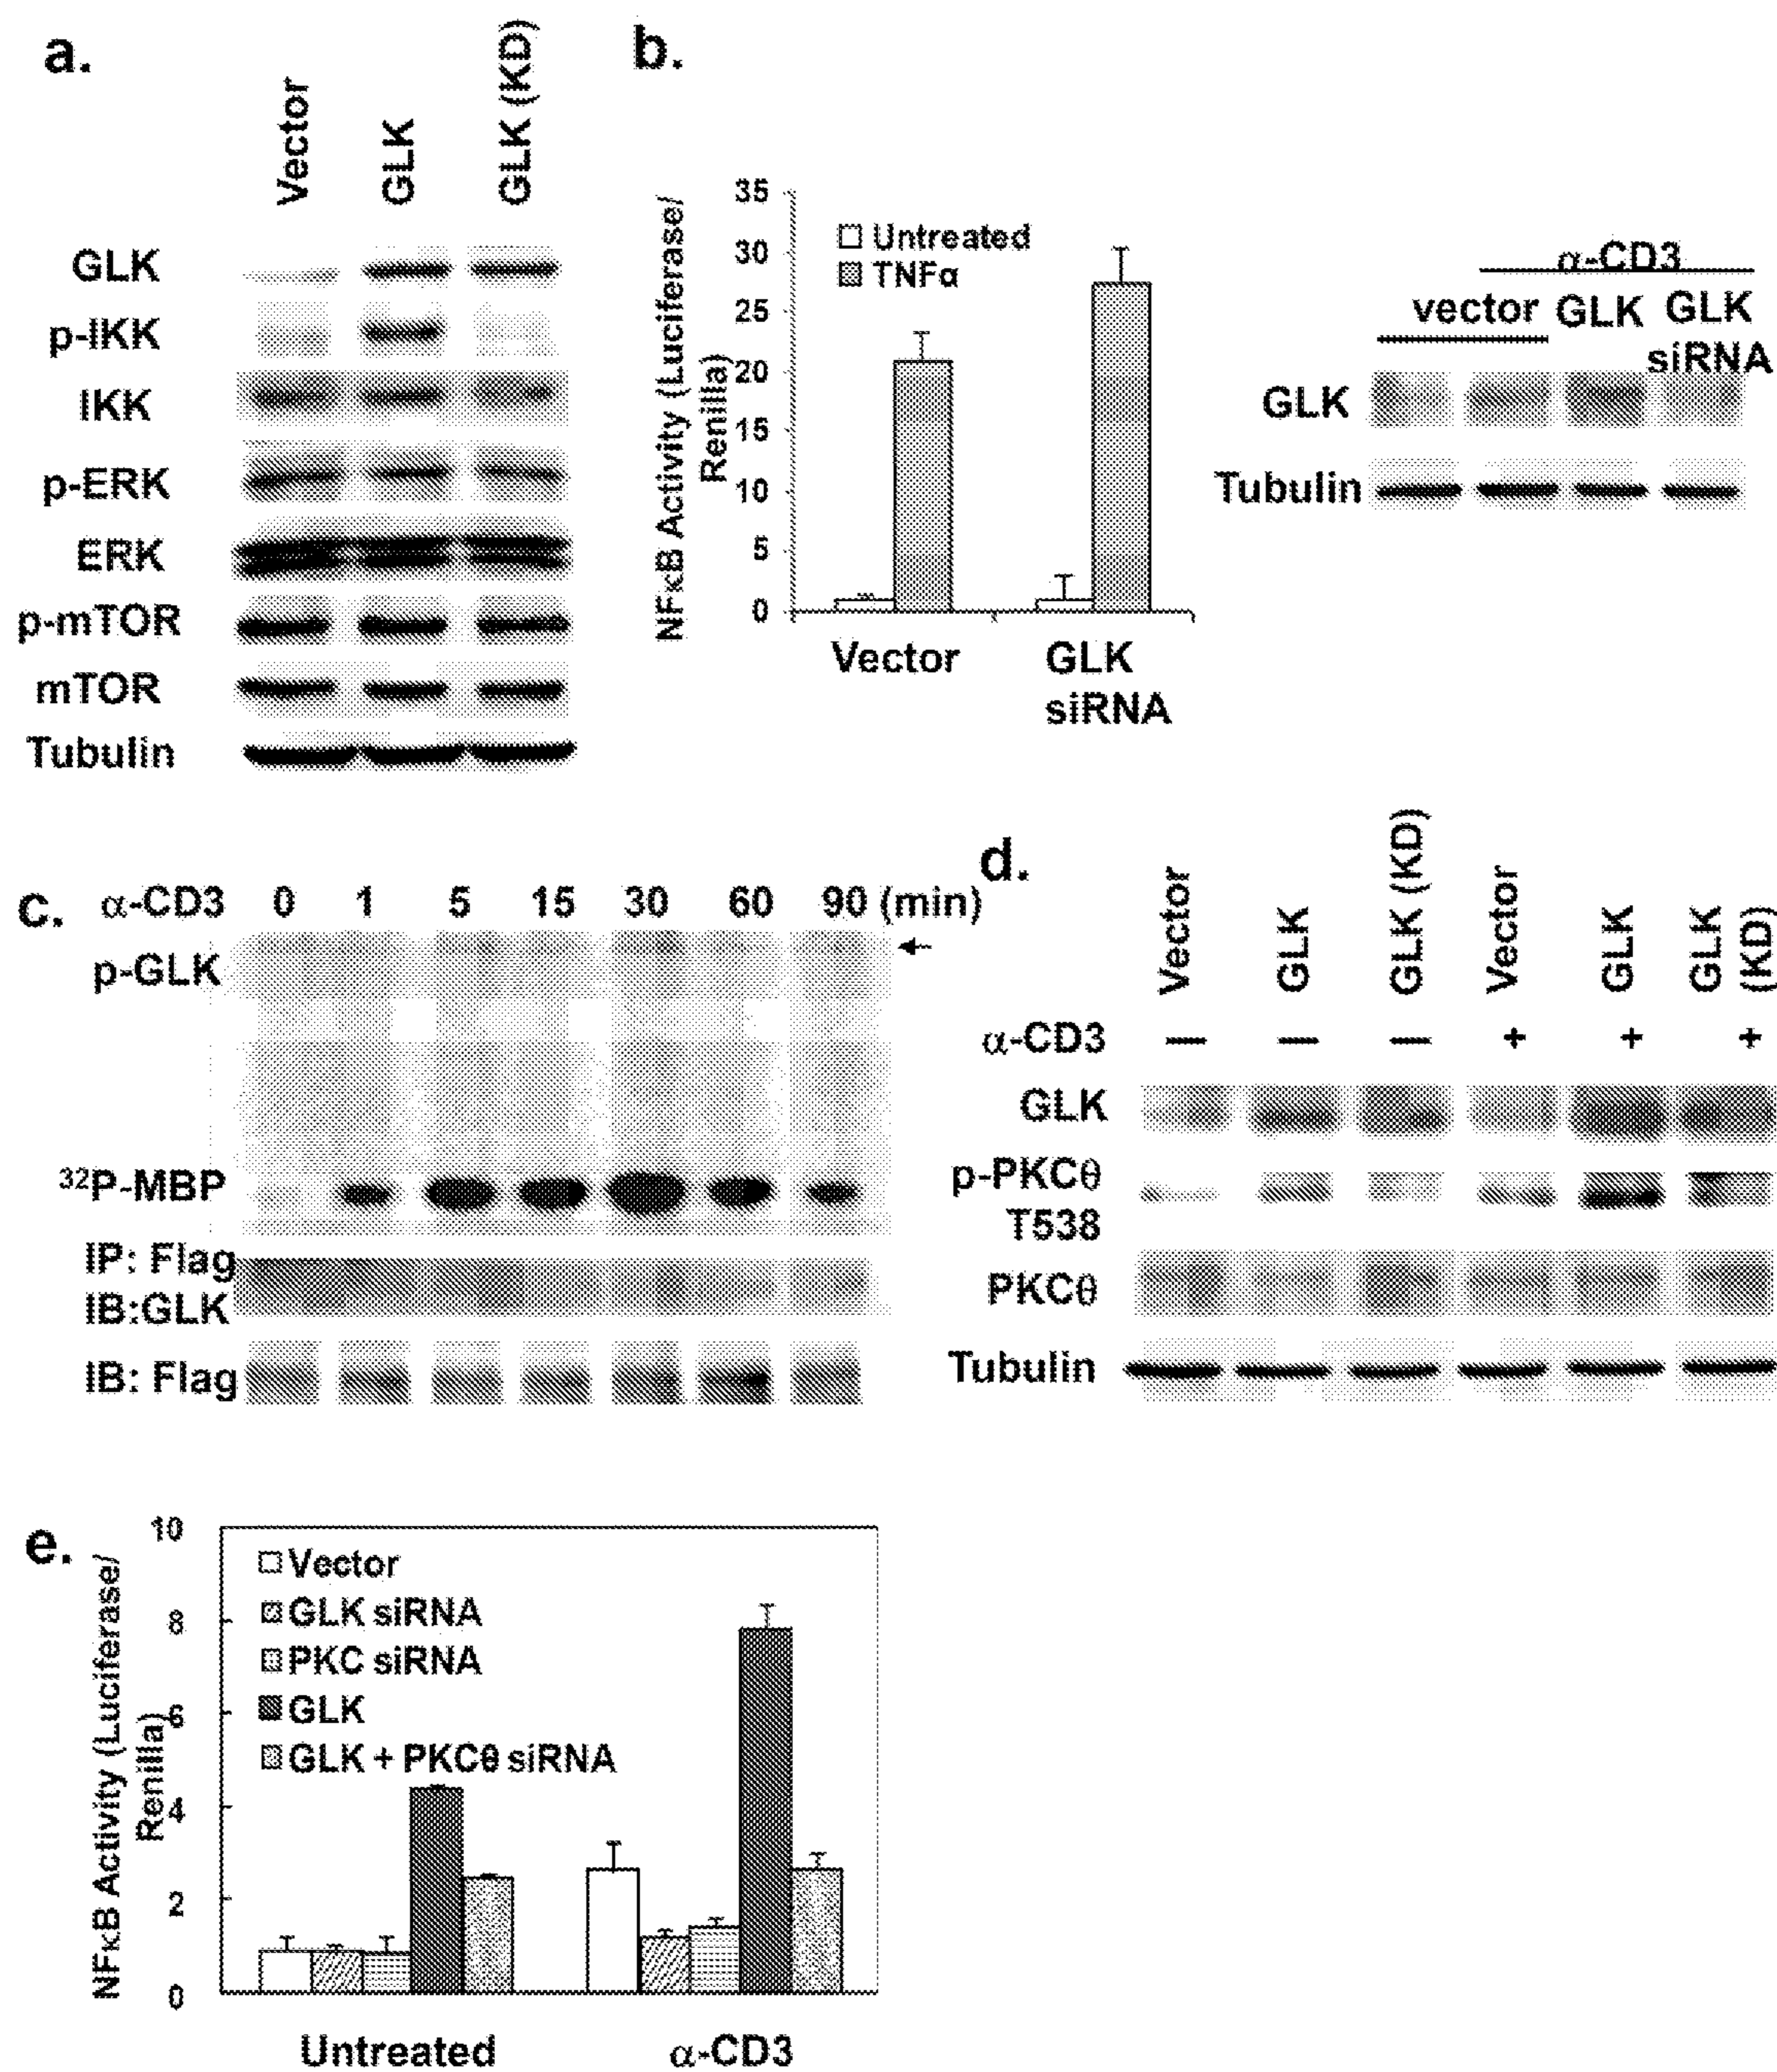 a.
Vector
GLK
GLK (KD)
GLK
p-IKK
IKK
p-ERK
ERK
p-mTOR
mTOR
Tubulin
b.
NFκB Activity (Luciferase/
Renilla)
35
30
25
20
15
10
5
0
Untreated
TNFα
Vector
GLK
siRNA
α-CD3
vector GLK GLK
siRNA
GLK
Tubulin
c. α-CD3 0 1 5 15 30 60 90 (min)
p-GLK
32P-MBP
IP: Flag
IB:GLK
IB: Flag
d.
Vector
GLK
GLK (KD)
Vector
GLK
GLK
(KD)
α-CD3 — — — + + +
GLK
p-PKCθ
T538
PKCθ
Tubulin
e.
NFκB Activity (Luciferase/
Renilla)
10
8
6
4
2
0
Vector
GLK siRNA
PKC siRNA
GLK
GLK + PKCθ siRNA
Untreated α-CD3